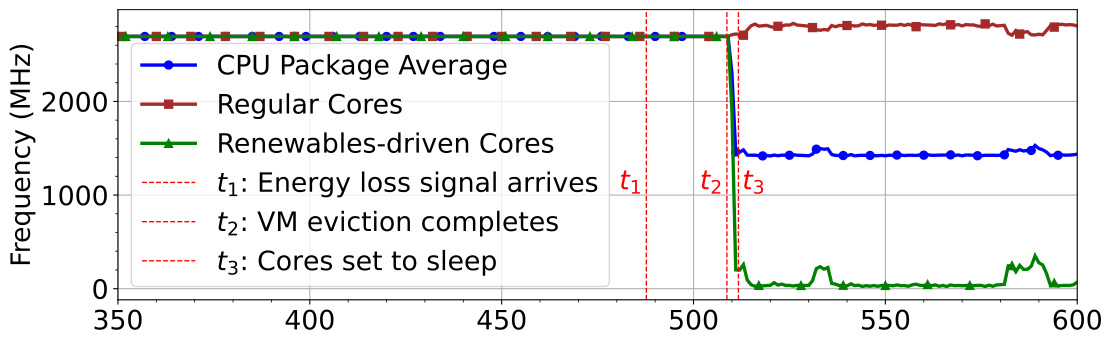 Frequency (MHz)
2000
1000
0
CPU Package Average
Regular Cores
Renewables-driven Cores
t₁: Energy loss signal arrives
t₂: VM eviction completes
t₃: Cores set to sleep
t₁
t₂
t₃
350 400 450 500 550 600